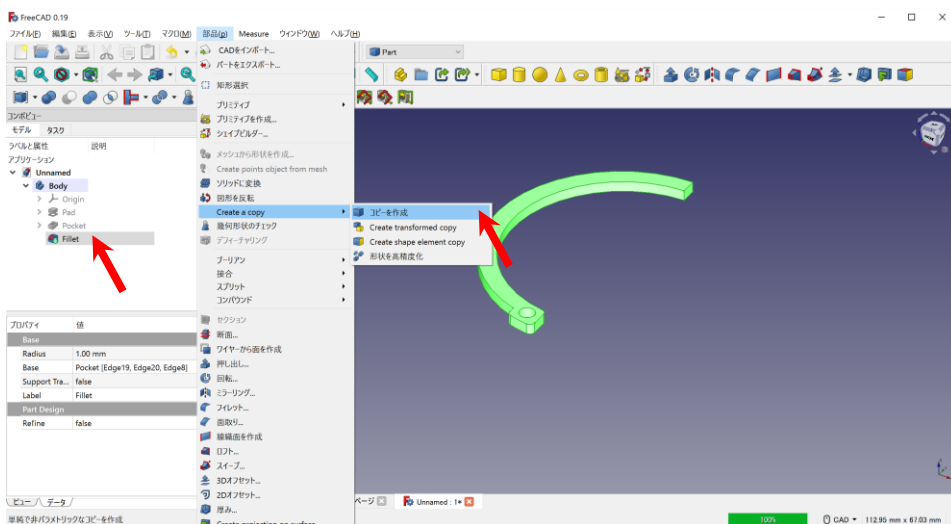 FreeCAD 0.19
ファイル(F) 編集(E) 表示(V) ツール(T) マクロ(M) 部品(p) Measure ウィンドウ(W) ヘルプ(H)
Part
コンボビュー
モデル タスク
ラベルと属性 説明
アプリケーション
Unnamed
Body
Origin
Pad
Pocket
Fillet
CADをインポート...
パートをエクスポート...
矩形選択
プリミティブ
プリミティブを作成...
シェイプビルダー...
メッシュから形状を作成...
Create points object from mesh
ソリッドに変換
図形を反転
Create a copy
幾何形状のチェック
デフィーチャリング
ブーリアン
接合
スプリット
コンパウンド
セクション
断面...
ワイヤーから面を作成
押し出し...
回転...
ミラーリング...
フィレット...
面取り...
線織面を作成
ロフト...
スイープ...
3Dオフセット...
2Dオフセット...
厚み...
Create projection on surface
コピーを作成
Create transformed copy
Create shape element copy
形状を高精度化
プロパティ 値
Base
Radius 1.00 mm
Base Pocket [Edge19, Edge20, Edge8]
Support Tra... false
Label Fillet
Part Design
Refine false
ビュー データ
ページ Unnamed : 1*
単純で非パラメトリックなコピーを作成
100% CAD 112.95 mm x 67.03 mm